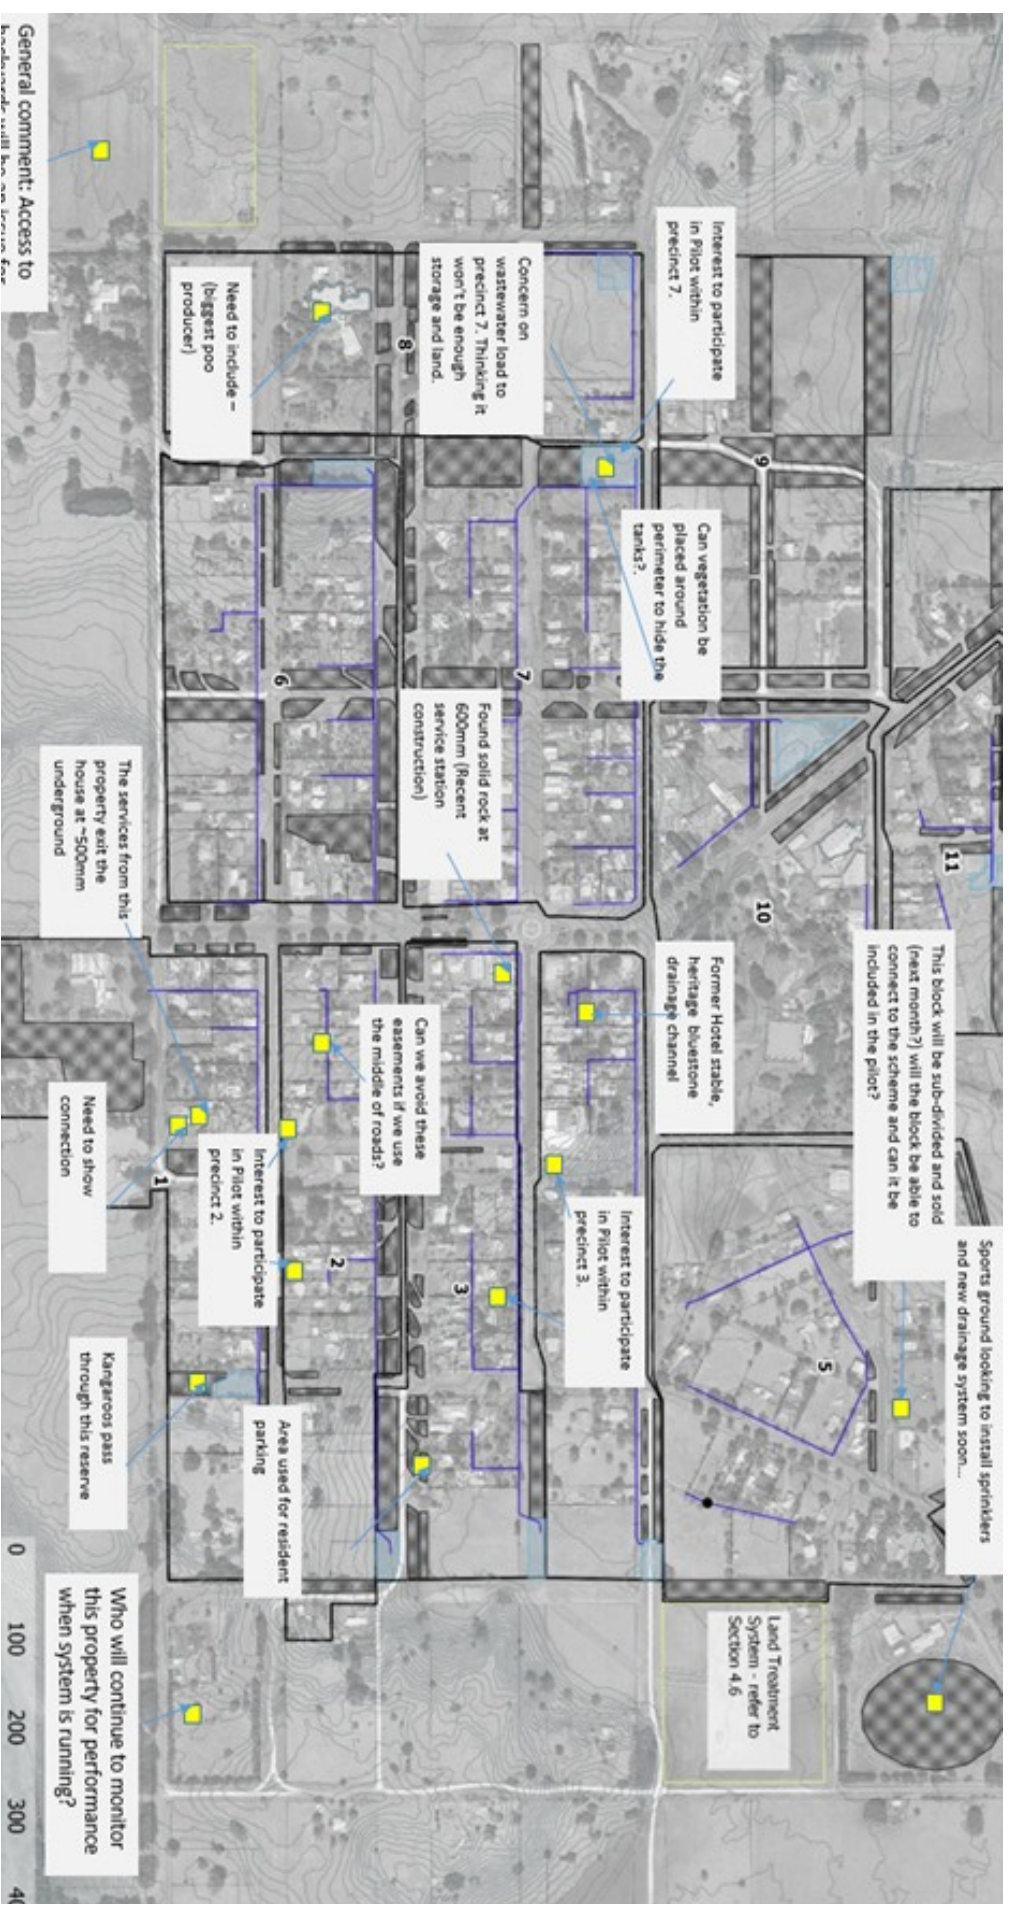 General comment: Access to
Interest to participate
in Pilot within
precinct 7.
Concern on
wastewater load to
precinct 7. Thinking it
won't be enough
storage and land.
Need to include –
(biggest poo
producer)
8
9
Can vegetation be
placed around
perimeter to hide the
tanks?.
7
6
11
10
Found solid rock at
600mm (Recent
service station
construction)
The services from this
property exit the
house at ~500mm
underground
This block will be sub-divided and sold
(next month?) will the block be able to
connect to the scheme and can it be
included in the pilot?
Former Hotel stable,
heritage bluestone
drainage channel
Can we avoid these
easements if we use
the middle of roads?
Need to show
connection
1
Interest to participate
in Pilot within
precinct 2.
2
3
Interest to participate
in Pilot within
precinct 3.
5
Sports ground looking to install sprinklers
and new drainage system soon...
Kangaroos pass
through this reserve
Area used for resident
parking
Land Treatment
System - refer to
Section 4.6
Who will continue to monitor
this property for performance
when system is running?
0
100
200
300